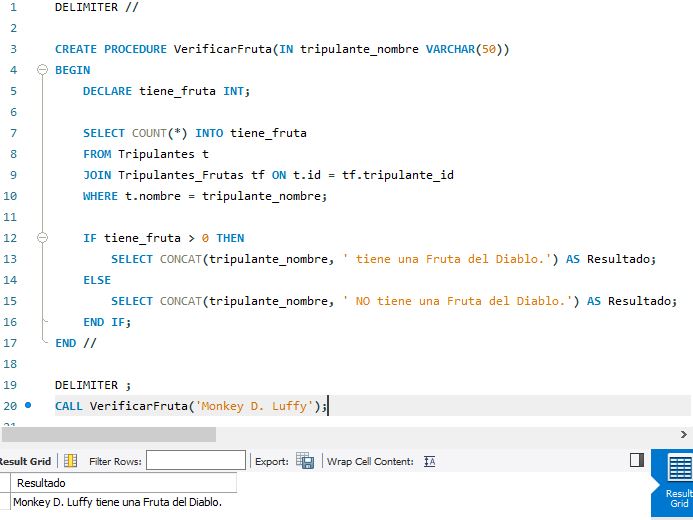 1 DELIMITER //
2
3 CREATE PROCEDURE VerificarFruta(IN tripulante_nombre VARCHAR(50))
4 BEGIN
5 DECLARE tiene_fruta INT;
6
7 SELECT COUNT(*) INTO tiene_fruta
8 FROM Tripulantes t
9 JOIN Tripulantes_Frutas tf ON t.id = tf.tripulante_id
10 WHERE t.nombre = tripulante_nombre;
11
12 IF tiene_fruta > 0 THEN
13 SELECT CONCAT(tripulante_nombre, ' tiene una Fruta del Diablo.') AS Resultado;
14 ELSE
15 SELECT CONCAT(tripulante_nombre, ' NO tiene una Fruta del Diablo.') AS Resultado;
16 END IF;
17 END //
18
19 DELIMITER ;
20 CALL VerificarFruta('Monkey D. Luffy');
Result Grid Filter Rows: Export: Wrap Cell Content: IA
Resultado
Monkey D. Luffy tiene una Fruta del Diablo.
Result
Grid